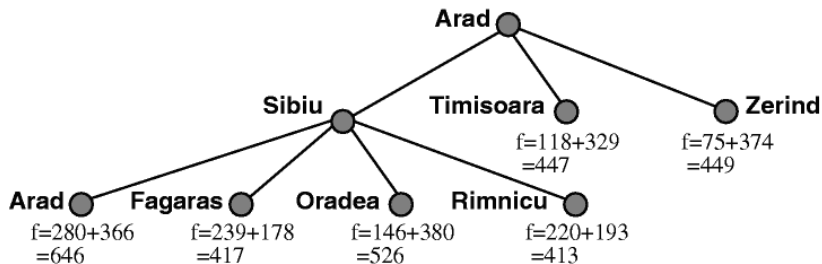 Arad
Sibiu
Timisoara
Zerind
f=118+329
=447
f=75+374
=449
Arad
Fagaras
Oradea
Rimnicu
f=280+366
=646
f=239+178
=417
f=146+380
=526
f=220+193
=413